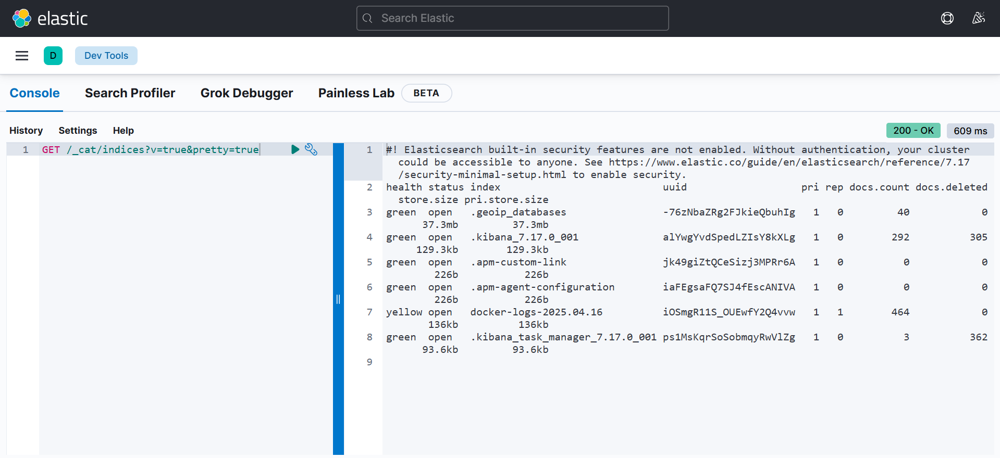 elastic
Search Elastic
D
Dev Tools
Console Search Profiler Grok Debugger Painless Lab BETA
History Settings Help
200 - OK 609 ms
1 GET /_cat/indices?v=true&pretty=true
1 #! Elasticsearch built-in security features are not enabled. Without authentication, your cluster
could be accessible to anyone. See https://www.elastic.co/guide/en/elasticsearch/reference/7.17
/security-minimal-setup.html to enable security.
2 health status index uuid pri rep docs.count docs.deleted
store.size pri.store.size
3 green open .geoip_databases -76zNbaZRg2FJkieQbuhIg 1 0 40 0
37.3mb 37.3mb
4 green open .kibana_7.17.0_001 alYwgYvdSpedLZIsY8kXLg 1 0 292 305
129.3kb 129.3kb
5 green open .apm-custom-link jk49giZtQCeSizj3MPRr6A 1 0 0 0
226b 226b
6 green open .apm-agent-configuration iaFEgsaFQ7SJ4fEscANIVA 1 0 0 0
226b 226b
7 yellow open docker-logs-2025.04.16 iOSmgR11S_OUEwfY2Q4vvw 1 1 464 0
136kb 136kb
8 green open .kibana_task_manager_7.17.0_001 ps1MsKqrSoSobmqyRwVlZg 1 0 3 362
93.6kb 93.6kb
9